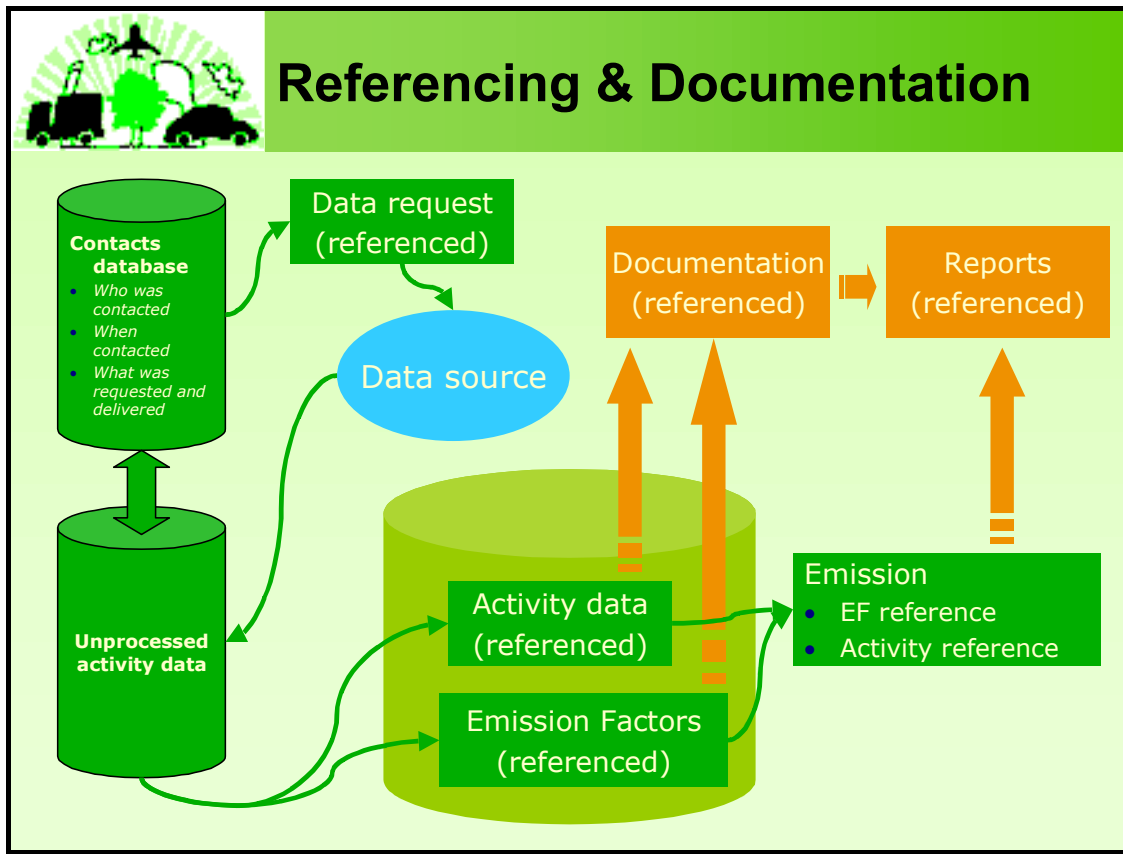 Referencing & Documentation
Contacts
database
• Who was
contacted
• When
contacted
• What was
requested and
delivered
Data request
(referenced)
Data source
Documentation
(referenced)
Reports
(referenced)
Unprocessed
activity data
Activity data
(referenced)
Emission Factors
(referenced)
Emission
• EF reference
• Activity reference